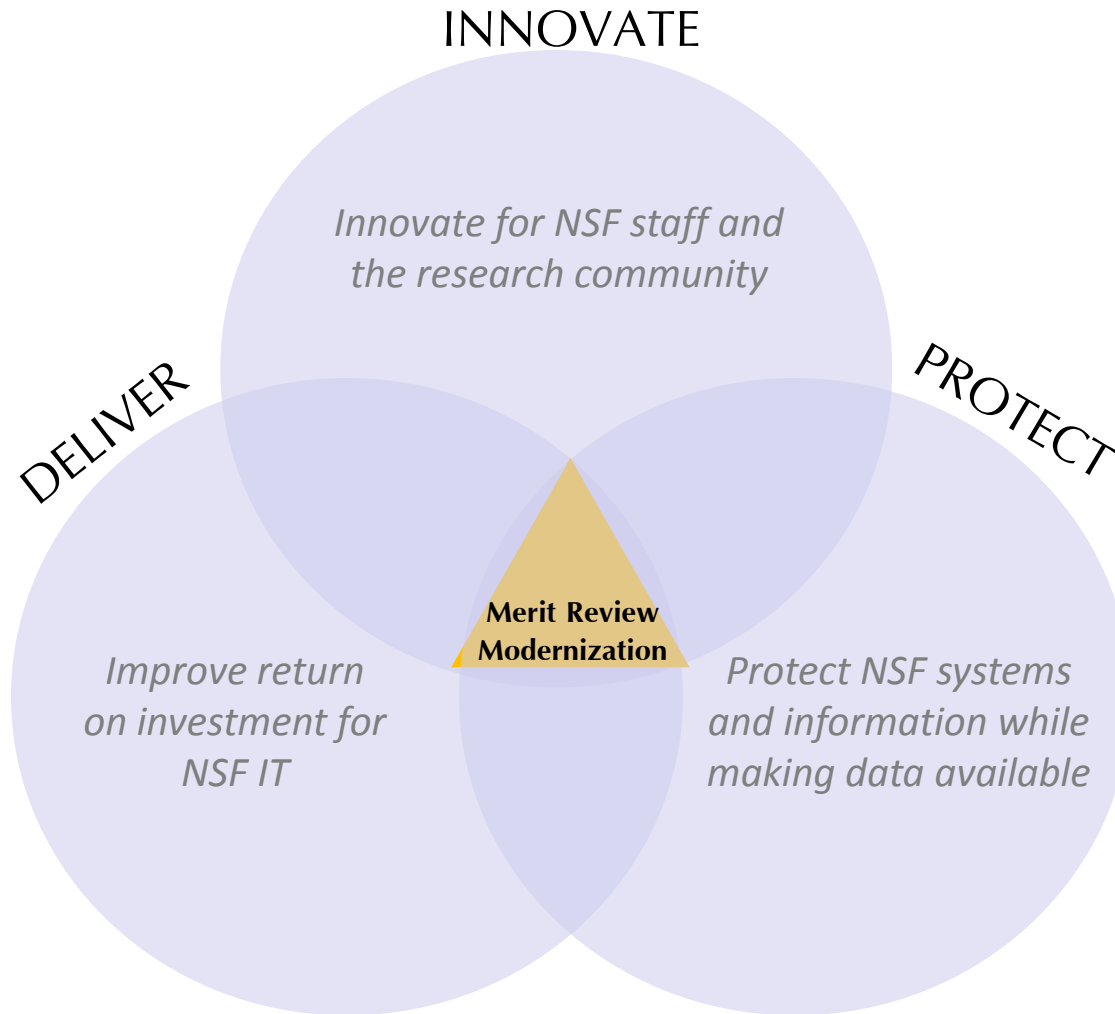 INNOVATE
Innovate for NSF staff and
the research community
DELIVER
PROTECT
Merit Review
Modernization
Improve return
on investment for
NSF IT
Protect NSF systems
and information while
making data available